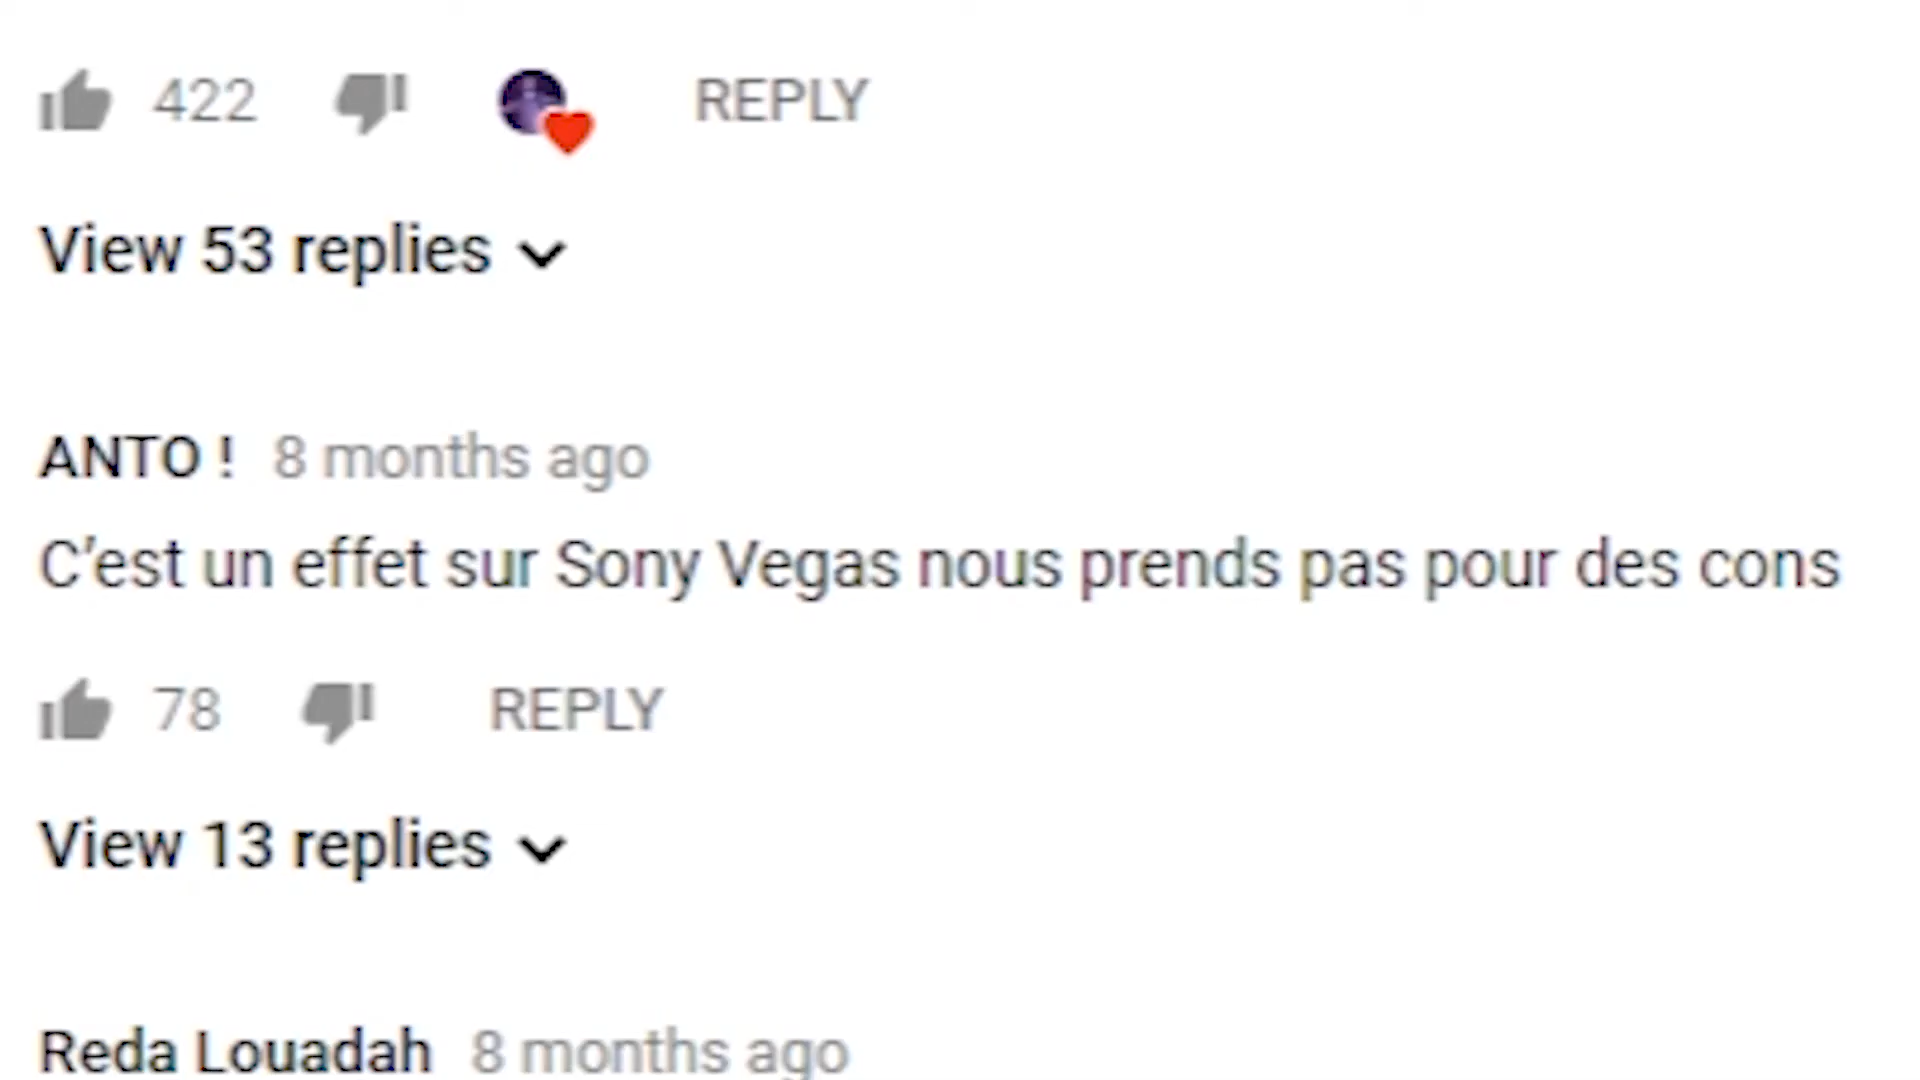 422 REPLY
View 53 replies
ANTO ! 8 months ago
C'est un effet sur Sony Vegas nous prends pas pour des cons
78 REPLY
View 13 replies
Reda Louadah 8 months ago